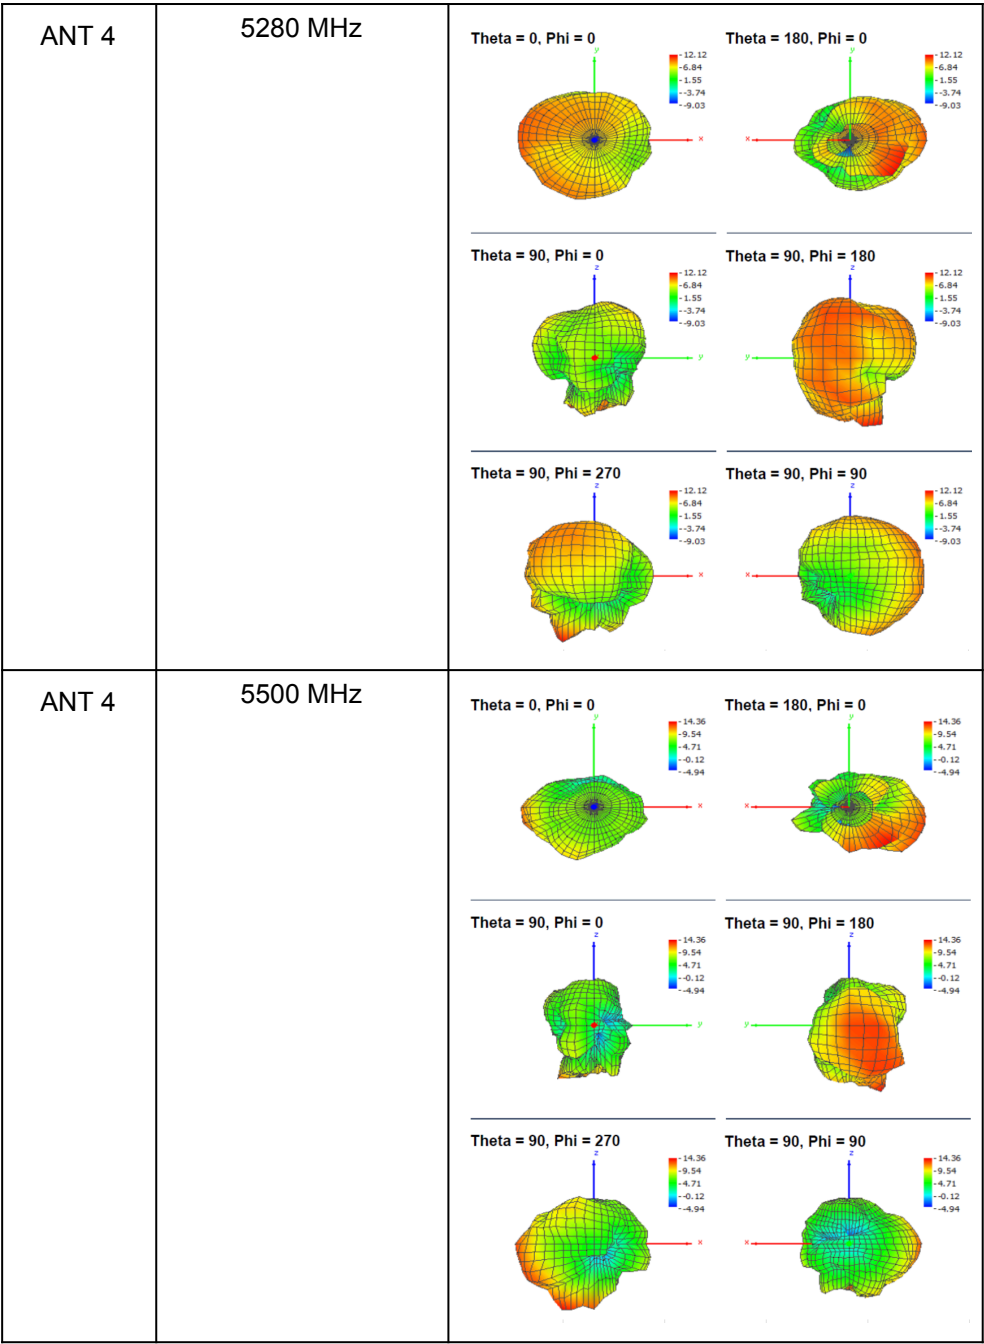 ANT 4
5280 MHz
Theta = 0, Phi = 0
y
x
-12.12
-6.84
-1.55
--3.74
--9.03
Theta = 180, Phi = 0
y
x
-12.12
-6.84
-1.55
--3.74
--9.03
Theta = 90, Phi = 0
z
y
-12.12
-6.84
-1.55
--3.74
--9.03
Theta = 90, Phi = 180
z
y
-12.12
-6.84
-1.55
--3.74
--9.03
Theta = 90, Phi = 270
z
x
-12.12
-6.84
-1.55
--3.74
--9.03
Theta = 90, Phi = 90
z
x
-12.12
-6.84
-1.55
--3.74
--9.03
ANT 4
5500 MHz
Theta = 0, Phi = 0
y
x
-14.36
-9.54
-4.71
--0.12
--4.94
Theta = 180, Phi = 0
y
x
-14.36
-9.54
-4.71
--0.12
--4.94
Theta = 90, Phi = 0
z
y
-14.36
-9.54
-4.71
--0.12
--4.94
Theta = 90, Phi = 180
z
y
-14.36
-9.54
-4.71
--0.12
--4.94
Theta = 90, Phi = 270
z
x
-14.36
-9.54
-4.71
--0.12
--4.94
Theta = 90, Phi = 90
z
x
-14.36
-9.54
-4.71
--0.12
--4.94